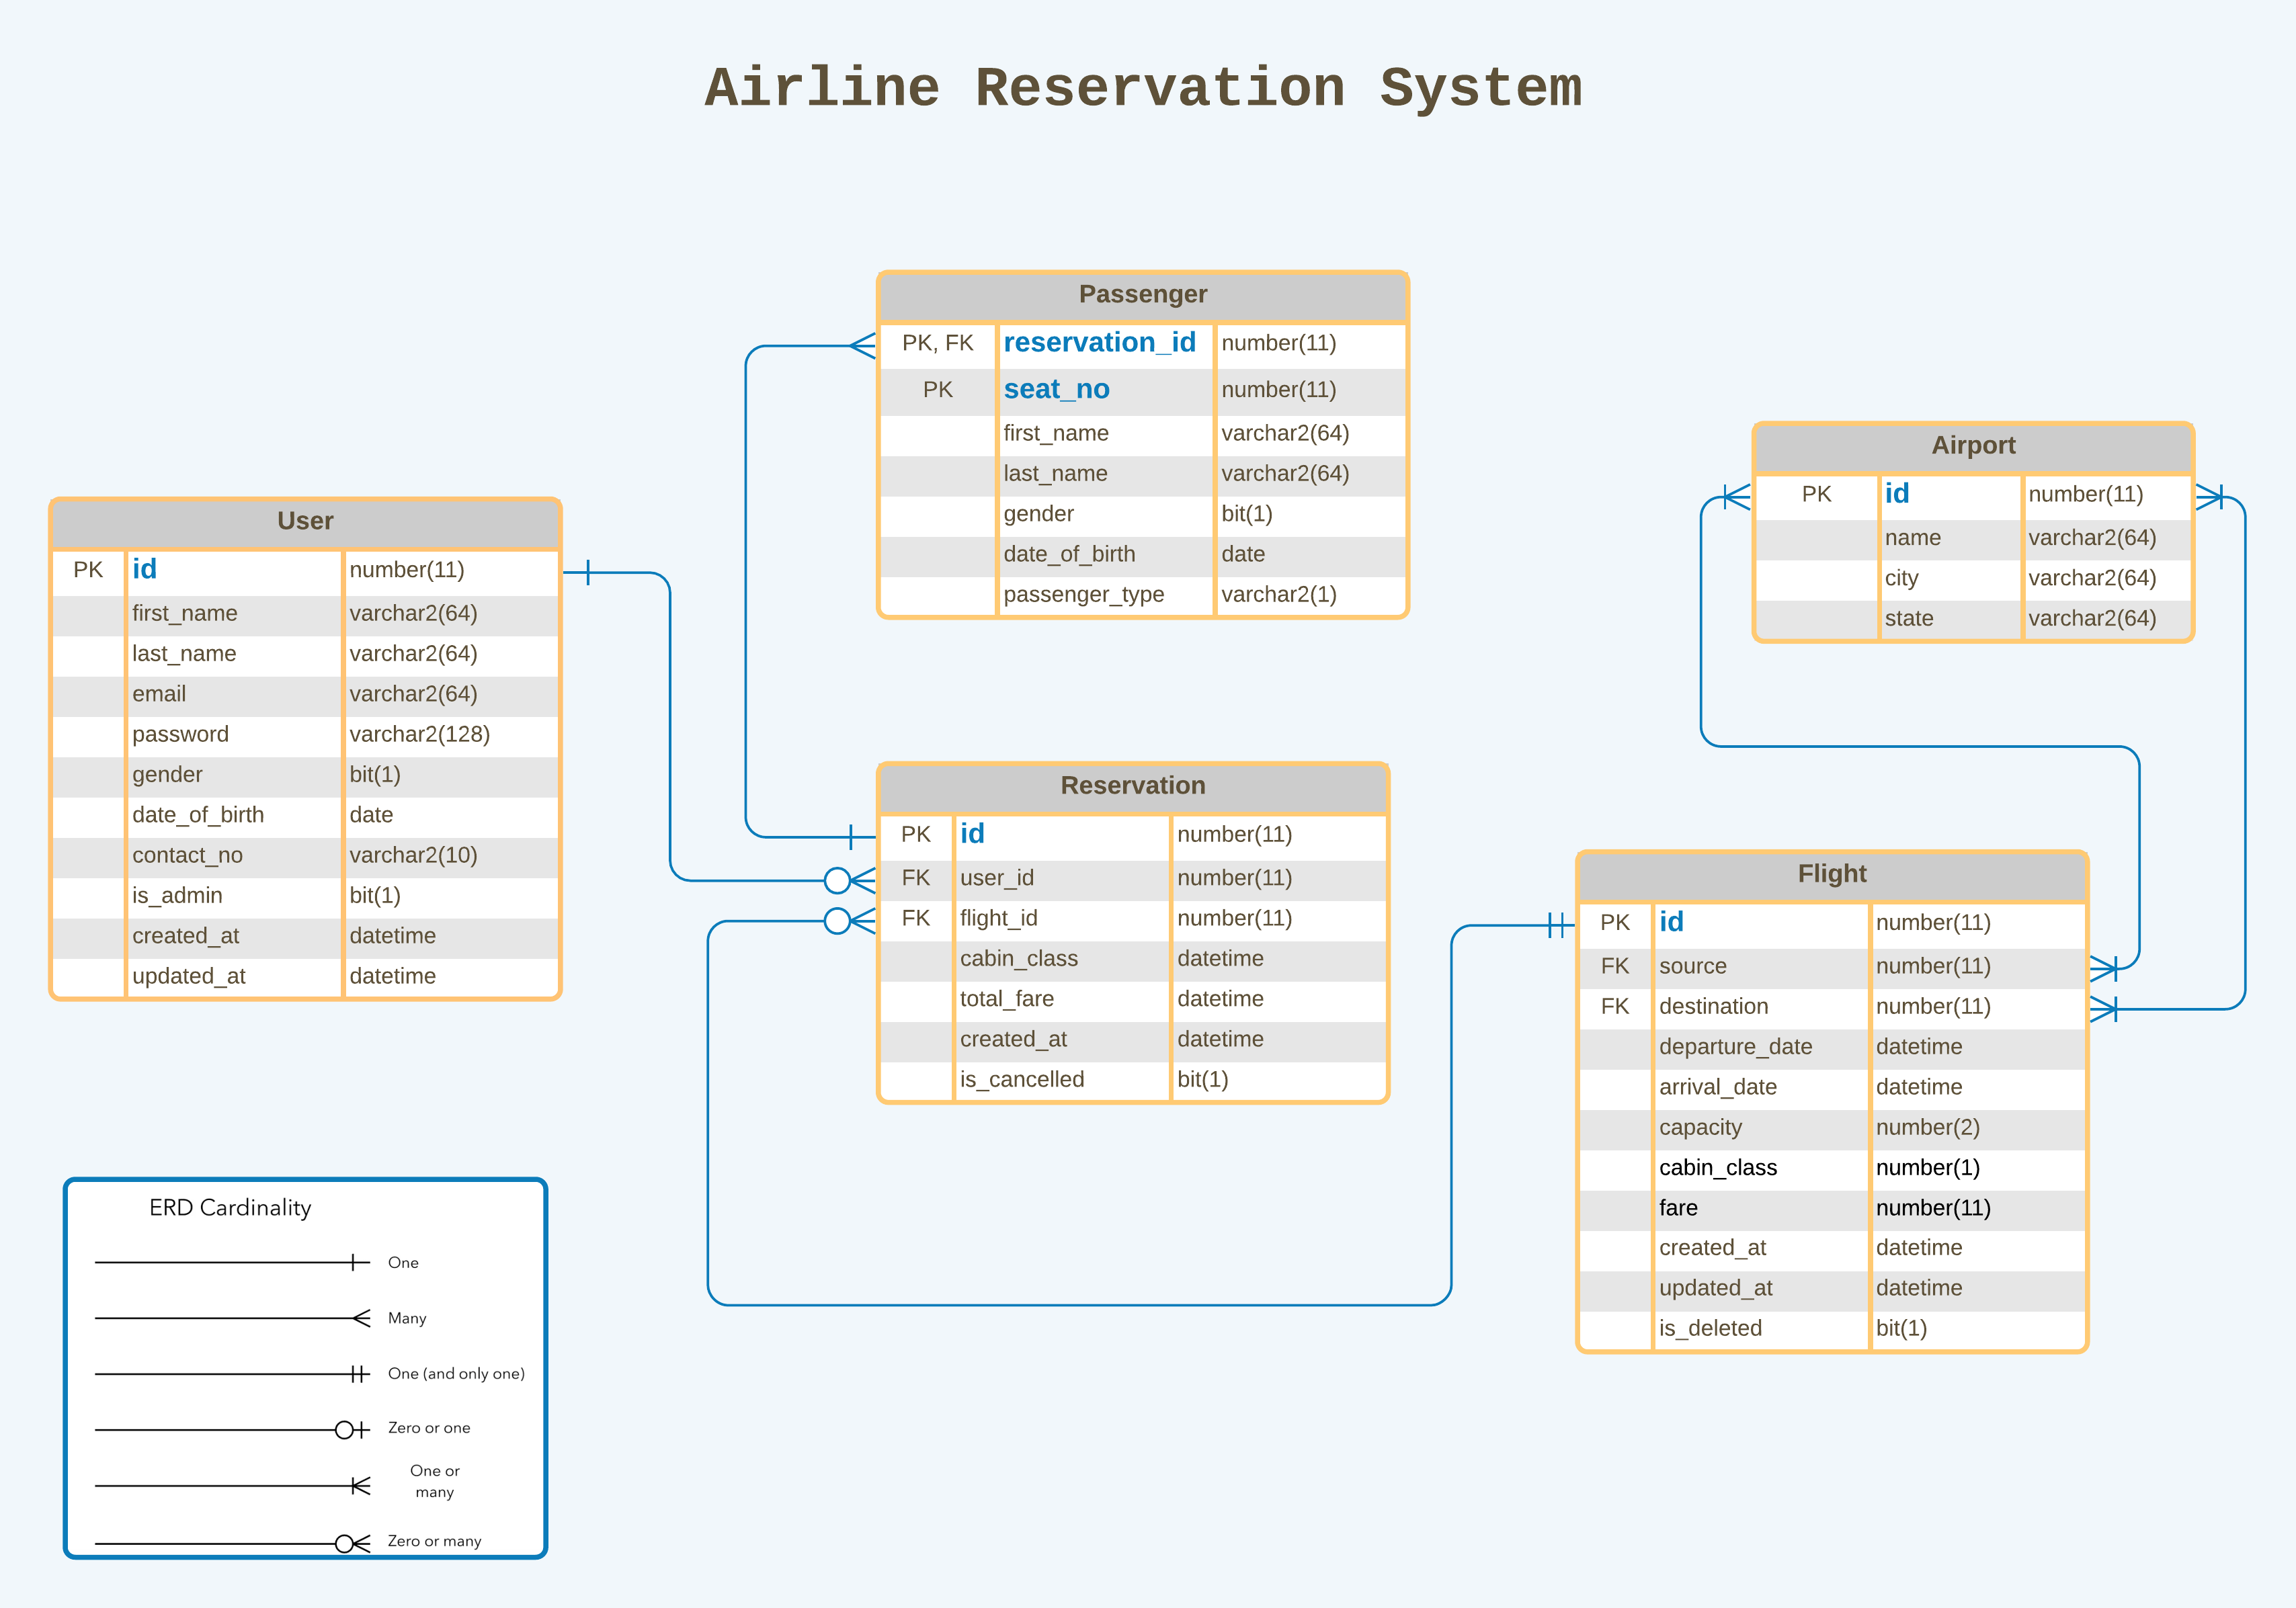 Airline Reservation System
Passenger
PK, FK reservation_id number(11)
PK seat_no number(11)
first_name varchar2(64)
last_name varchar2(64)
gender bit(1)
date_of_birth date
passenger_type varchar2(1)
Airport
PK id number(11)
name varchar2(64)
city varchar2(64)
state varchar2(64)
User
PK id number(11)
first_name varchar2(64)
last_name varchar2(64)
email varchar2(64)
password varchar2(128)
gender bit(1)
date_of_birth date
contact_no varchar2(10)
is_admin bit(1)
created_at datetime
updated_at datetime
Reservation
PK id number(11)
FK user_id number(11)
FK flight_id number(11)
cabin_class datetime
total_fare datetime
created_at datetime
is_cancelled bit(1)
Flight
PK id number(11)
FK source number(11)
FK destination number(11)
departure_date datetime
arrival_date datetime
capacity number(2)
cabin_class number(1)
fare number(11)
created_at datetime
updated_at datetime
is_deleted bit(1)
ERD Cardinality
One
Many
One (and only one)
Zero or one
One or
many
Zero or many